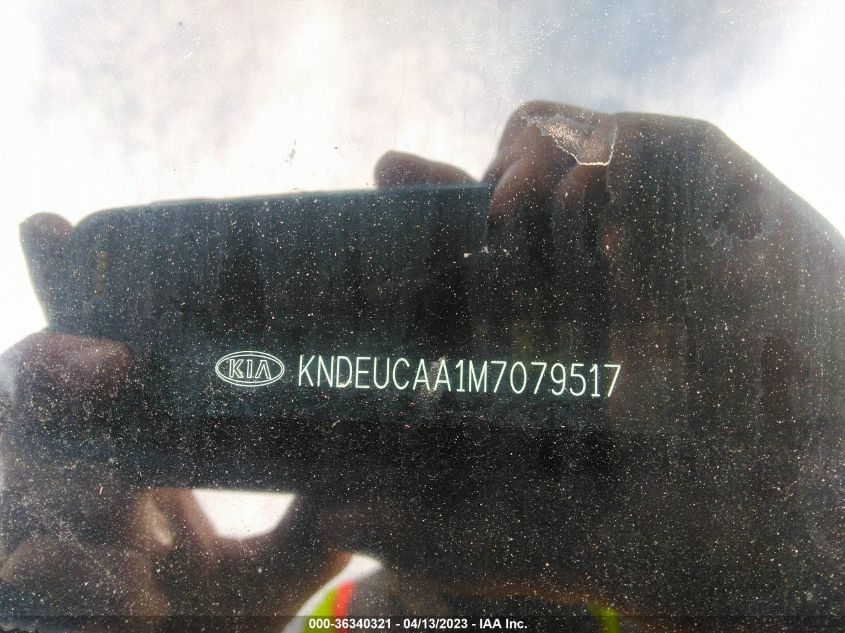 KIA KNDEUCAA1M7079517
000-36340321 - 04/13/2023 - IAA Inc.